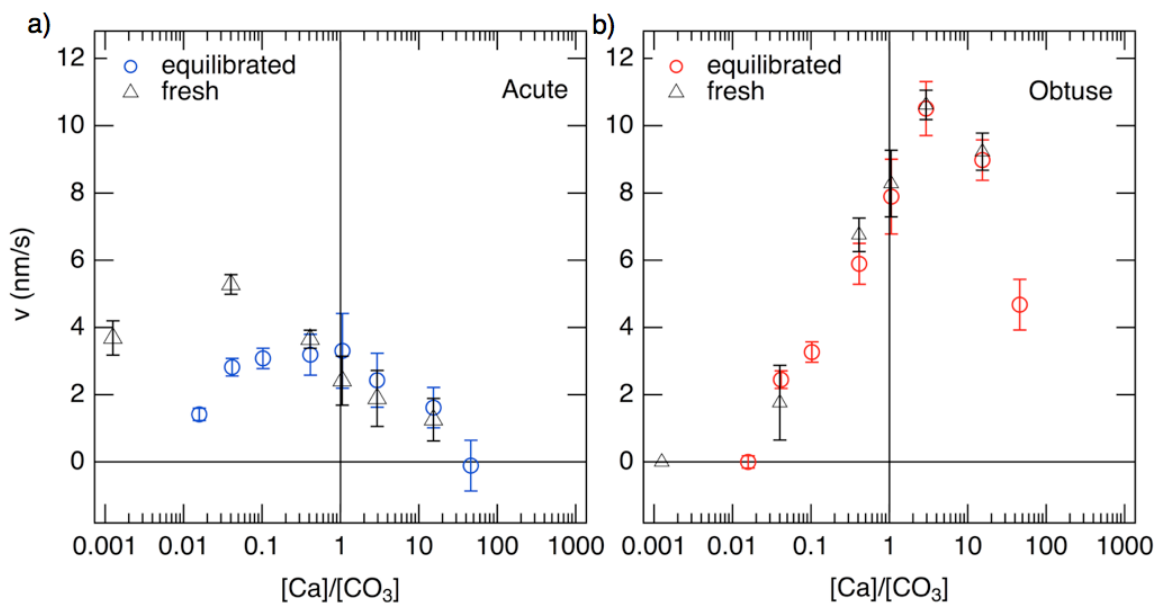 a)
12
10
8
6
4
2
0
v (nm/s)
equilibrated
fresh
Acute
0.001 0.01 0.1 1 10 100 1000
[Ca]/[CO₃]
b)
12
10
8
6
4
2
0
equilibrated
fresh
Obtuse
0.001 0.01 0.1 1 10 100 1000
[Ca]/[CO₃]